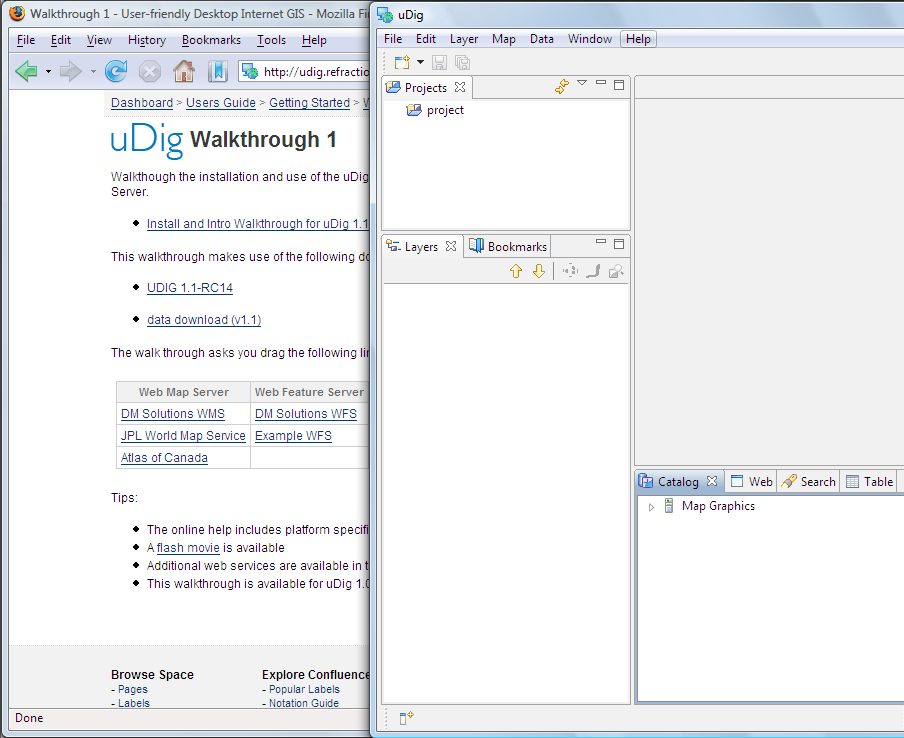 Walkthrough 1 - User-friendly Desktop Internet GIS - Mozilla Fi
File Edit View History Bookmarks Tools Help
http://udig.refractio
Dashboard > Users Guide > Getting Started > W
uDig Walkthrough 1
Walkthough the installation and use of the uDig
Server.
Install and Intro Walkthrough for uDig 1.1
This walkthrough makes use of the following do
UDIG 1.1-RC14
data download (v1.1)
The walk through asks you drag the following lin
Web Map Server Web Feature Server
DM Solutions WMS DM Solutions WFS
JPL World Map Service Example WFS
Atlas of Canada
Tips:
The online help includes platform specifi
A flash movie is available
Additional web services are available in t
This walkthrough is available for uDig 1.0
Browse Space Explore Confluence
- Pages - Popular Labels
- Labels - Notation Guide
Done
uDig
File Edit Layer Map Data Window Help
Projects
project
Layers Bookmarks
Catalog Web Search Table
Map Graphics